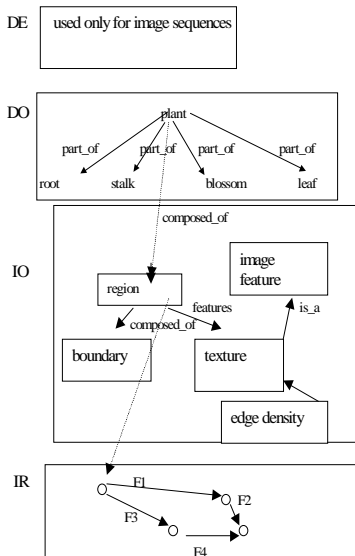 DE
used only for image sequences
DO
plant
part_of part_of part_of part_of
root stalk blossom leaf
composed_of
IO
image
feature
region
is_a
features
composed_of
boundary
texture
edge density
IR
F1
F2
F3
F4